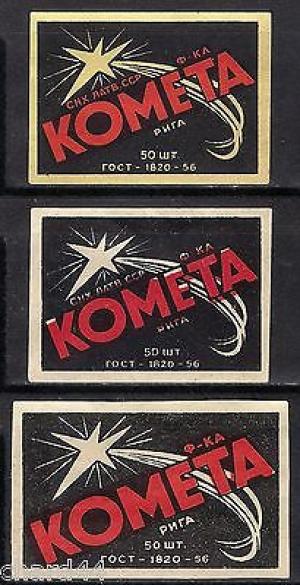 Ф-КА
СНХ ЛАТВ.ССР
КОМЕТА
РИГА
50 ШТ.
ГОСТ - 1820 - 56
Ф-КА
СНХ ЛАТВ.ССР
КОМЕТА
РИГА
50 ШТ.
ГОСТ - 1820 - 56
Ф-КА
КОМЕТА
РИГА
50 ШТ.
ГОСТ - 1820 - 56
chard44